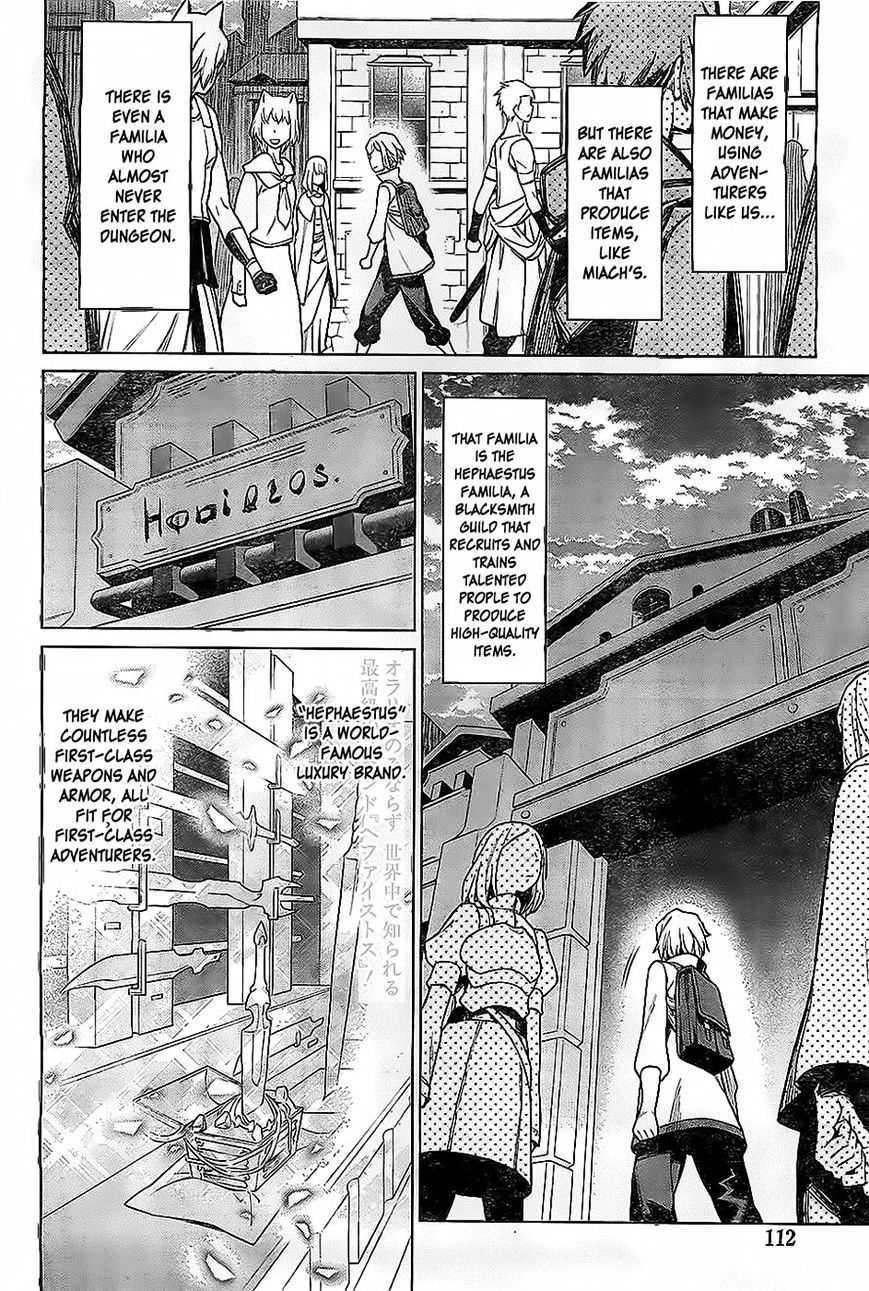 THERE ARE
FAMILIAS
THAT MAKE
MONEY,
USING
ADVEN-
TURERS
LIKE US...
BUT THERE
ARE ALSO
FAMILIAS
THAT
PRODUCE
ITEMS,
LIKE
MIACH'S.
THERE IS
EVEN A
FAMILIA
WHO
ALMOST
NEVER
ENTER THE
DUNGEON.
THAT FAMILIA
IS THE
HEPHAESTUS
FAMILIA, A
BLACKSMITH
GUILD THAT
RECRUITS AND
TRAINS
TALENTED
PROPLE TO
PRODUCE
HIGH-QUALITY
ITEMS.
"HEPHAESTUS"
IS A WORLD-
FAMOUS
LUXURY BRAND.
世界中で知られる
『ヘファイストス』!
THEY MAKE
COUNTLESS
FIRST-CLASS
WEAPONS AND
ARMOR, ALL
FIT FOR
FIRST-CLASS
ADVENTURERS.
112